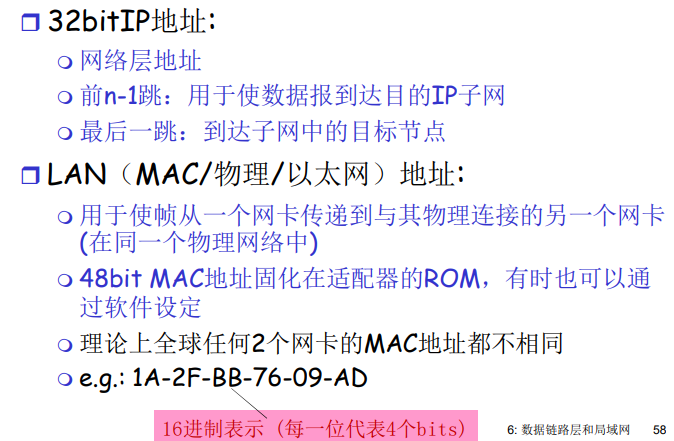 32bitIP地址:
网络层地址
前n-1跳：用于使数据报到达目的IP子网
最后一跳：到达子网中的目标节点
LAN（MAC/物理/以太网）地址:
用于使帧从一个网卡传递到与其物理连接的另一个网卡
(在同一个物理网络中)
48bit MAC地址固化在适配器的ROM，有时也可以通
过软件设定
理论上全球任何2个网卡的MAC地址都不相同
e.g.: 1A-2F-BB-76-09-AD
16进制表示 (每一位代表4个bits)
6: 数据链路层和局域网 58